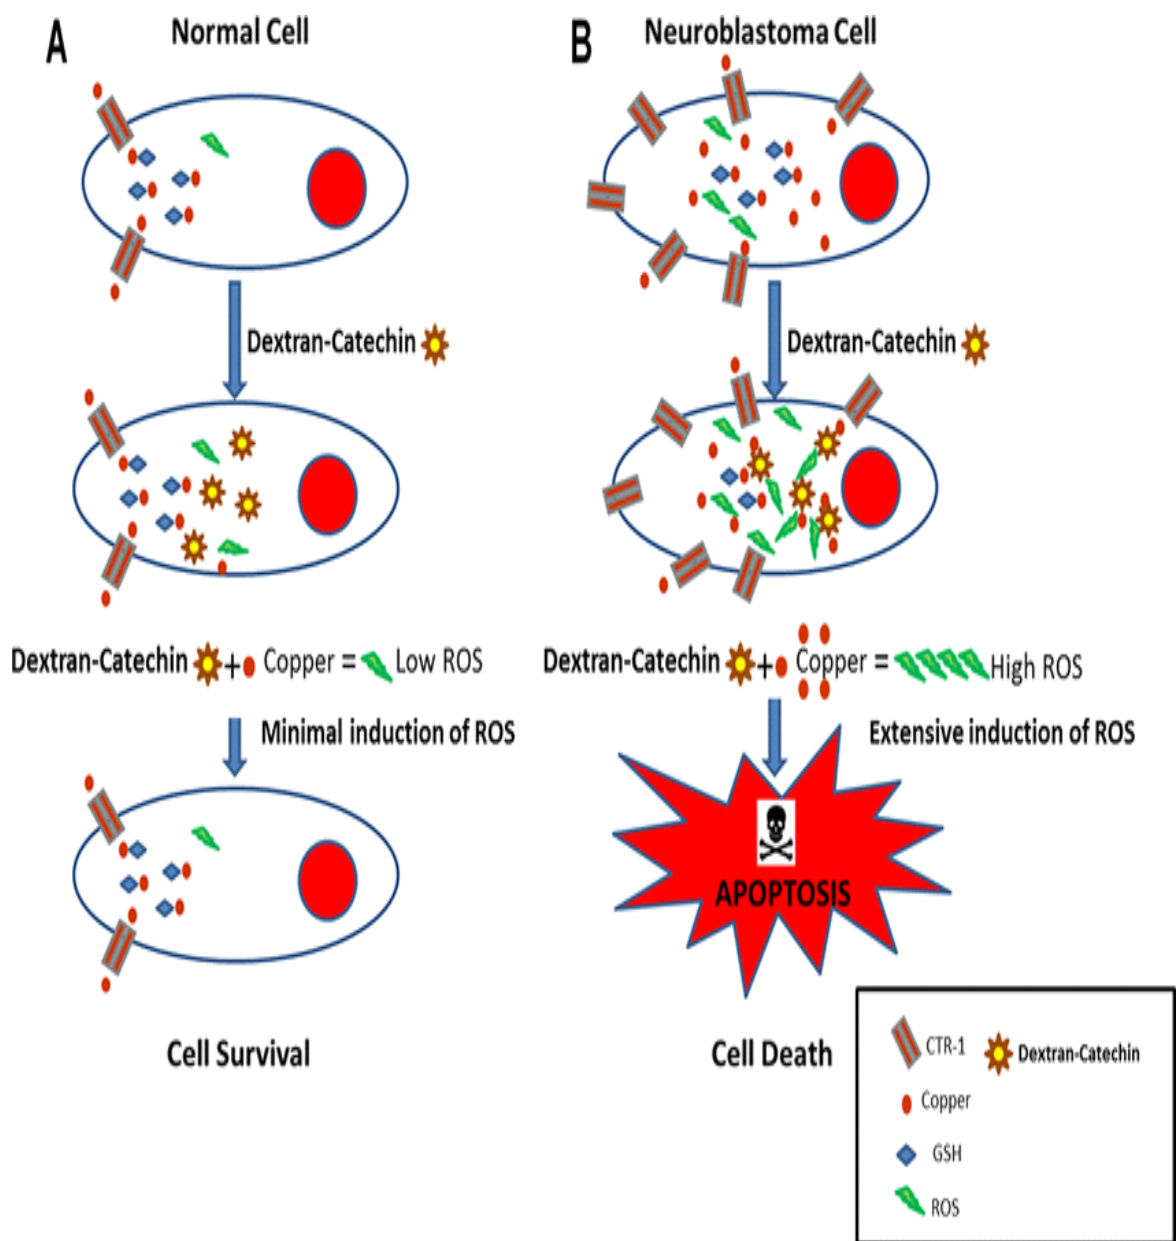 A
Normal Cell
B
Neuroblastoma Cell
Dextran-Catechin
Dextran-Catechin
Dextran-Catechin + Copper = Low ROS
Dextran-Catechin + Copper = High ROS
Minimal induction of ROS
Extensive induction of ROS
APOPTOSIS
Cell Survival
Cell Death
CTR-1
Dextran-Catechin
Copper
GSH
ROS